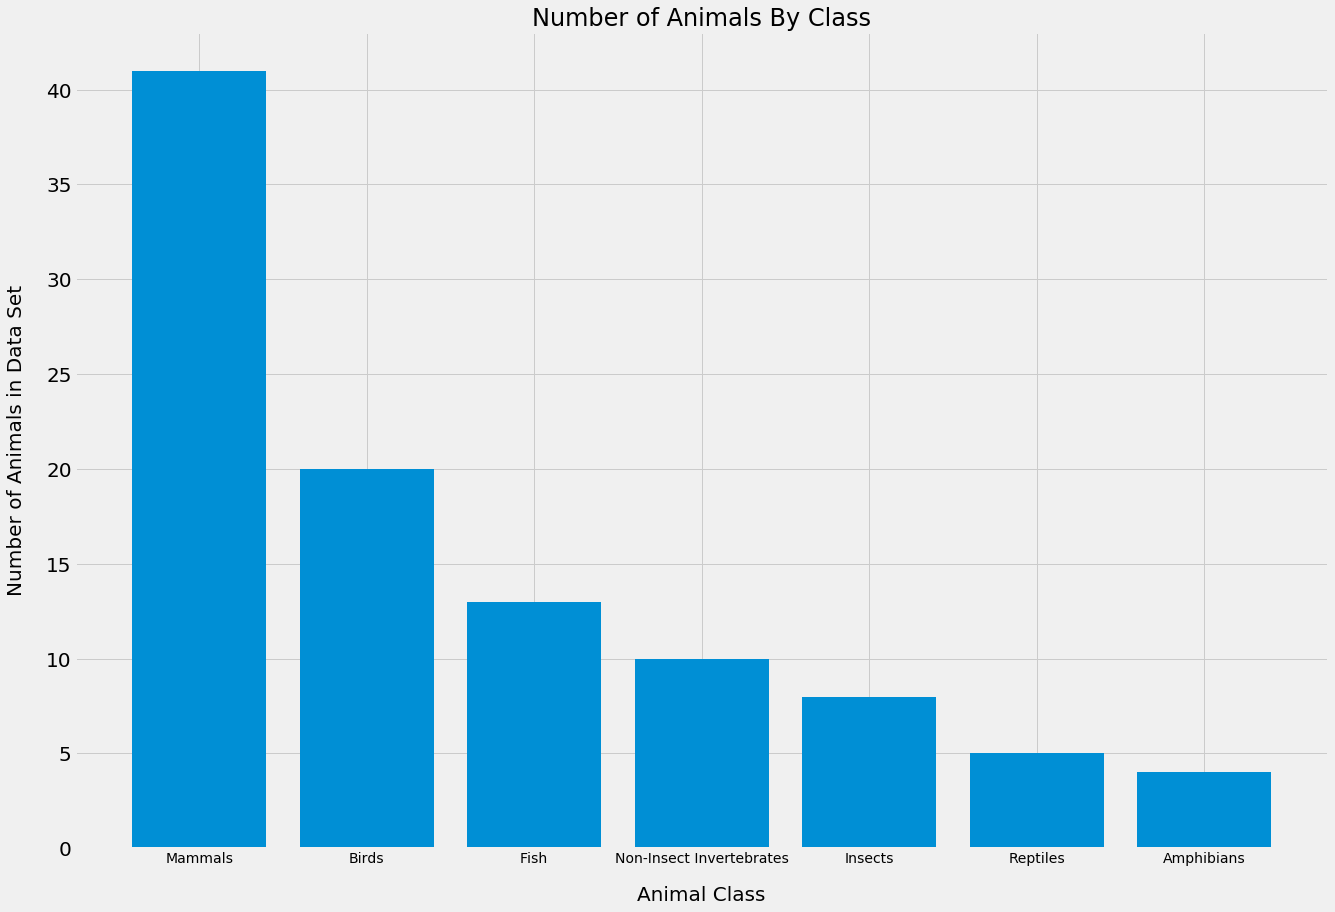 Number of Animals By Class
Number of Animals in Data Set
40
35
30
25
20
15
10
5
0
Mammals Birds Fish Non-Insect Invertebrates Insects Reptiles Amphibians
Animal Class